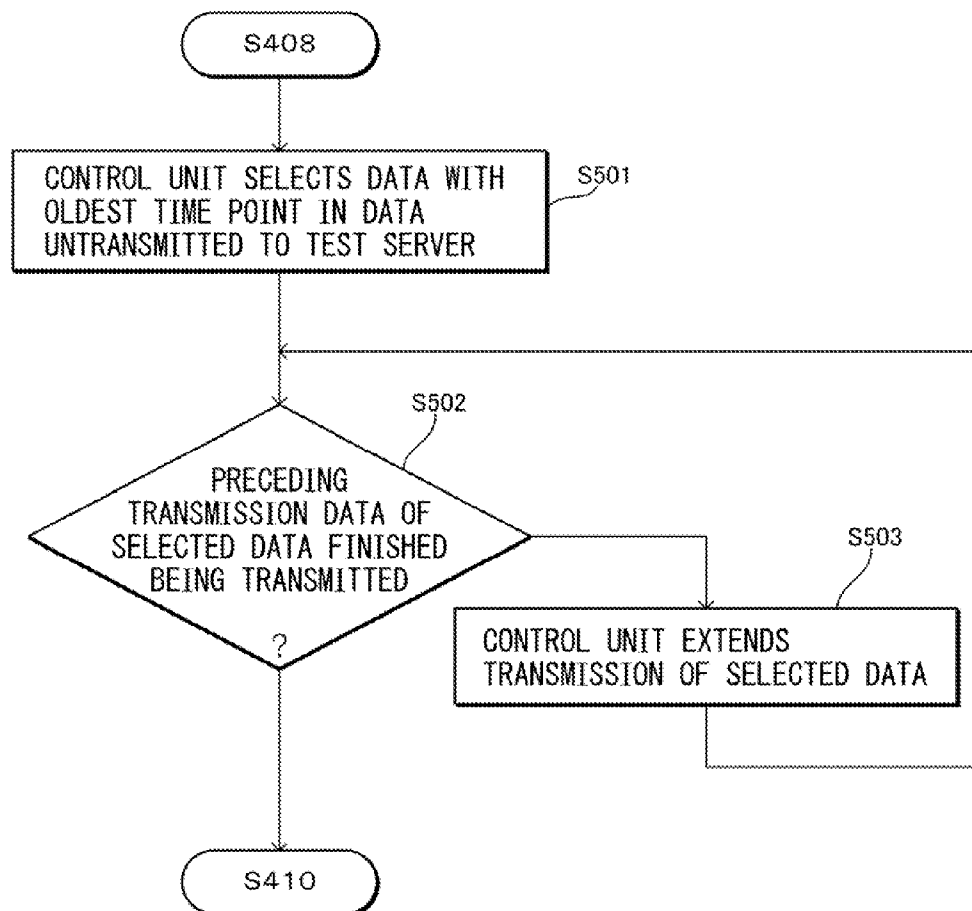 S408
CONTROL UNIT SELECTS DATA WITH
OLDEST TIME POINT IN DATA
UNTRANSMITTED TO TEST SERVER
S501
S502
PRECEDING
TRANSMISSION DATA OF
SELECTED DATA FINISHED
BEING TRANSMITTED
?
S503
CONTROL UNIT EXTENDS
TRANSMISSION OF SELECTED DATA
S410